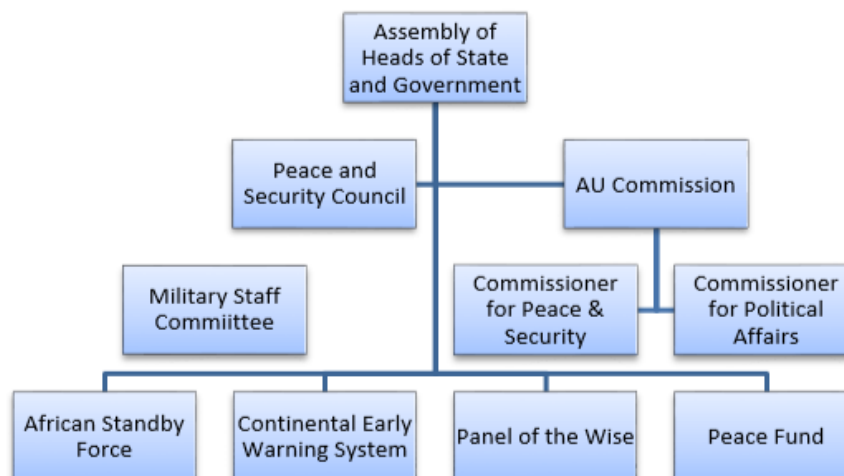 Assembly of
Heads of State
and Government
Peace and
Security Council
AU Commission
Military Staff
Commiittee
Commissioner
for Peace &
Security
Commissioner
for Political
Affairs
African Standby
Force
Continental Early
Warning System
Panel of the Wise
Peace Fund